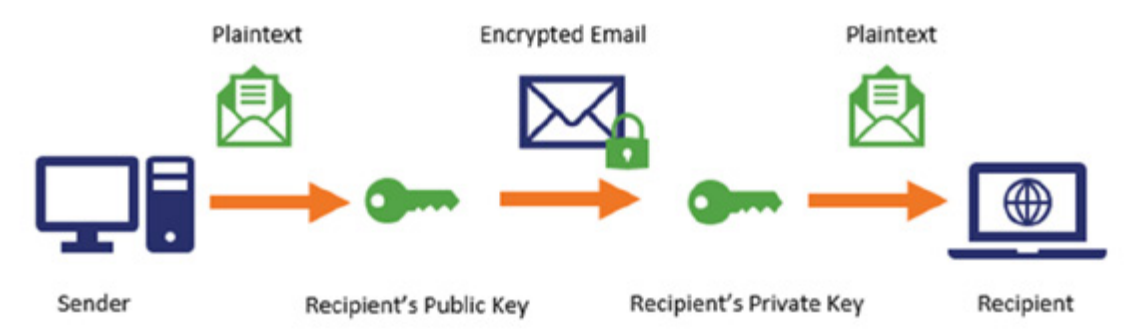 Plaintext
Encrypted Email
Plaintext
Sender
Recipient's Public Key
Recipient's Private Key
Recipient